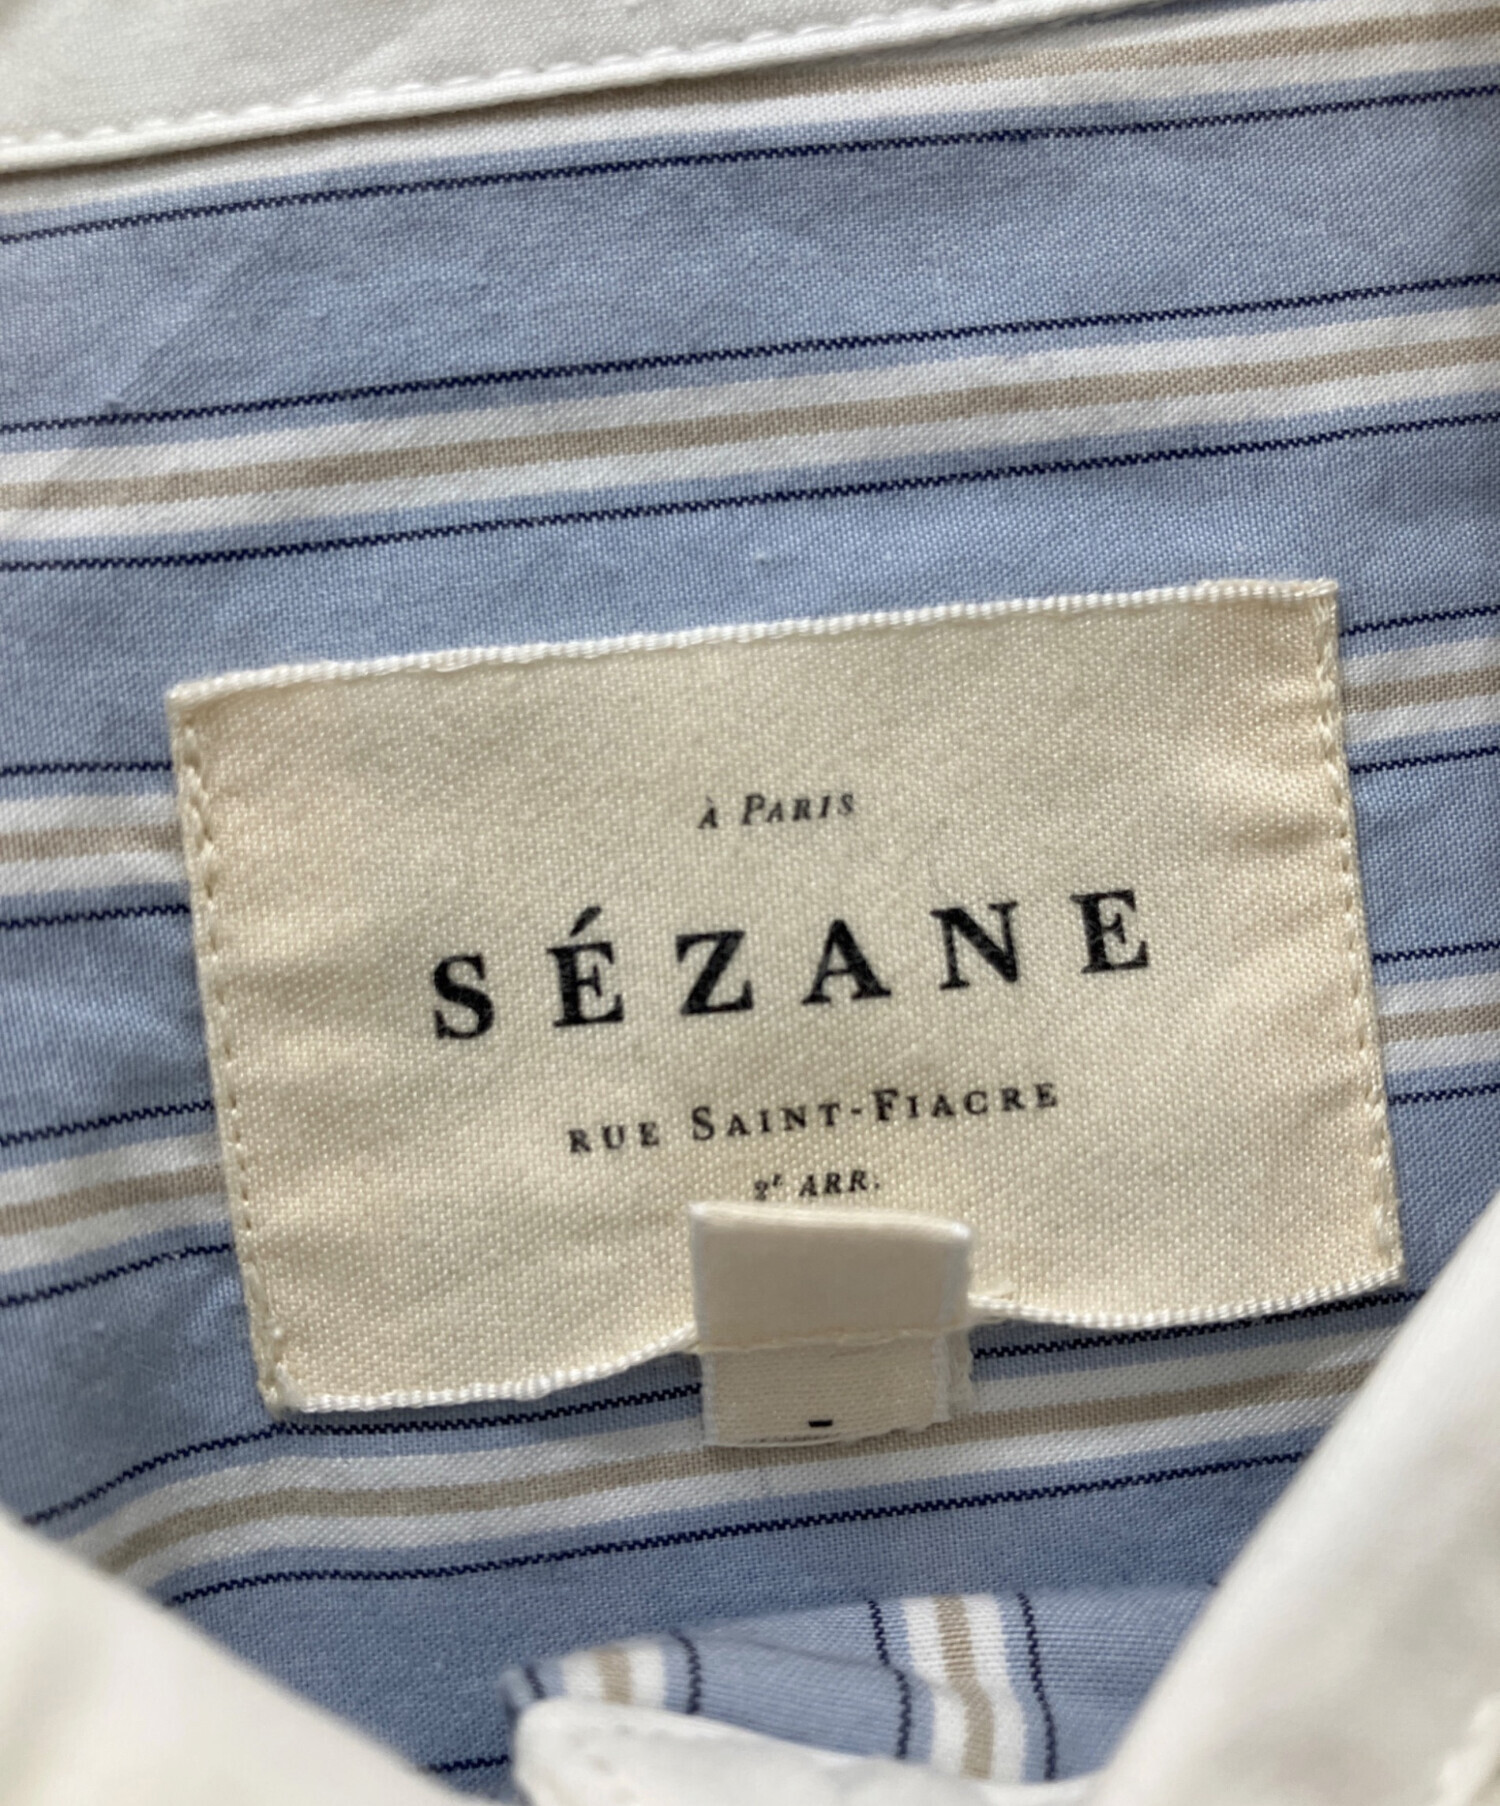 À PARIS
SÉZANE
RUE SAINT-FIACRE
2E ARR.